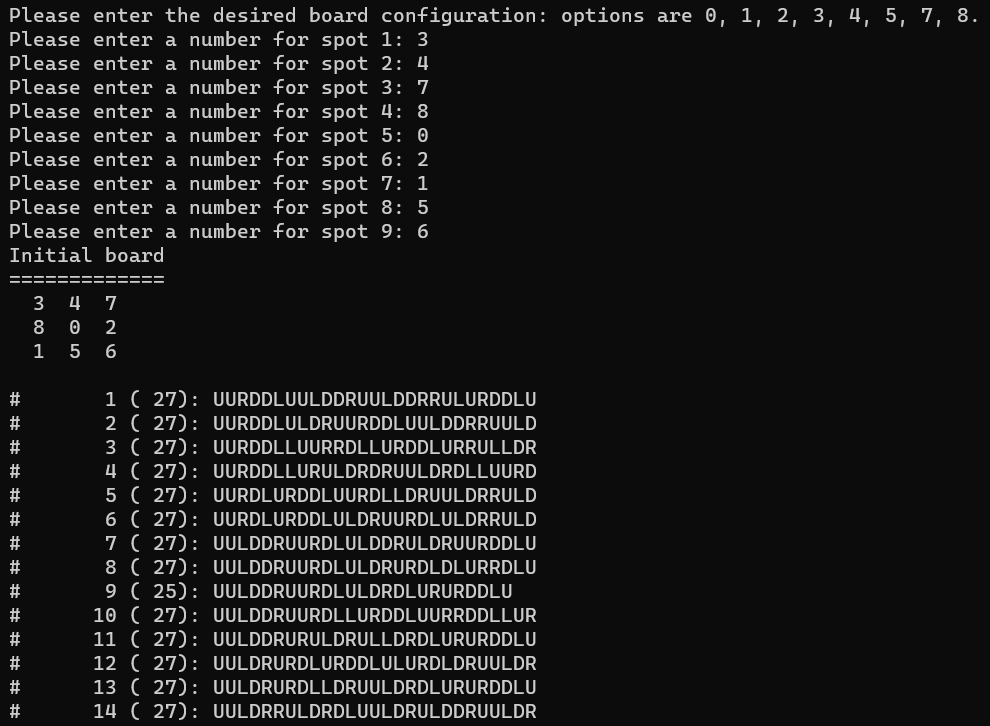 Please enter the desired board configuration: options are 0, 1, 2, 3, 4, 5, 7, 8.
Please enter a number for spot 1: 3
Please enter a number for spot 2: 4
Please enter a number for spot 3: 7
Please enter a number for spot 4: 8
Please enter a number for spot 5: 0
Please enter a number for spot 6: 2
Please enter a number for spot 7: 1
Please enter a number for spot 8: 5
Please enter a number for spot 9: 6
Initial board
=============
  3  4  7
  8  0  2
  1  5  6
#       1 ( 27): UURDDLUULDDRUULDDRRULURDDLU
#       2 ( 27): UURDDLULDRUURDDLUULDDRRUULD
#       3 ( 27): UURDDLLUURRDLLURDDLURRULLDR
#       4 ( 27): UURDDLLURULDRDRUULDRDLLUURD
#       5 ( 27): UURDLURDDLUURDLLDRUULDRRULD
#       6 ( 27): UURDLURDDLULDRUURDLULDRRULD
#       7 ( 27): UULDDRUURDLULDDRULDRUURDDLU
#       8 ( 27): UULDDRUURDLULDRURDLDLURRDLU
#       9 ( 25): UULDDRUURDLULDRDLURURDDLU
#      10 ( 27): UULDDRUURDLLURDDLUURRDDLLUR
#      11 ( 27): UULDDRURULDRULLDRDLURURDDLU
#      12 ( 27): UULDRURDLURDDLULURDLDRUULDR
#      13 ( 27): UULDRURDLLDRUULDRDLURURDDLU
#      14 ( 27): UULDRRULDRDLUULDRULDDRUULDR